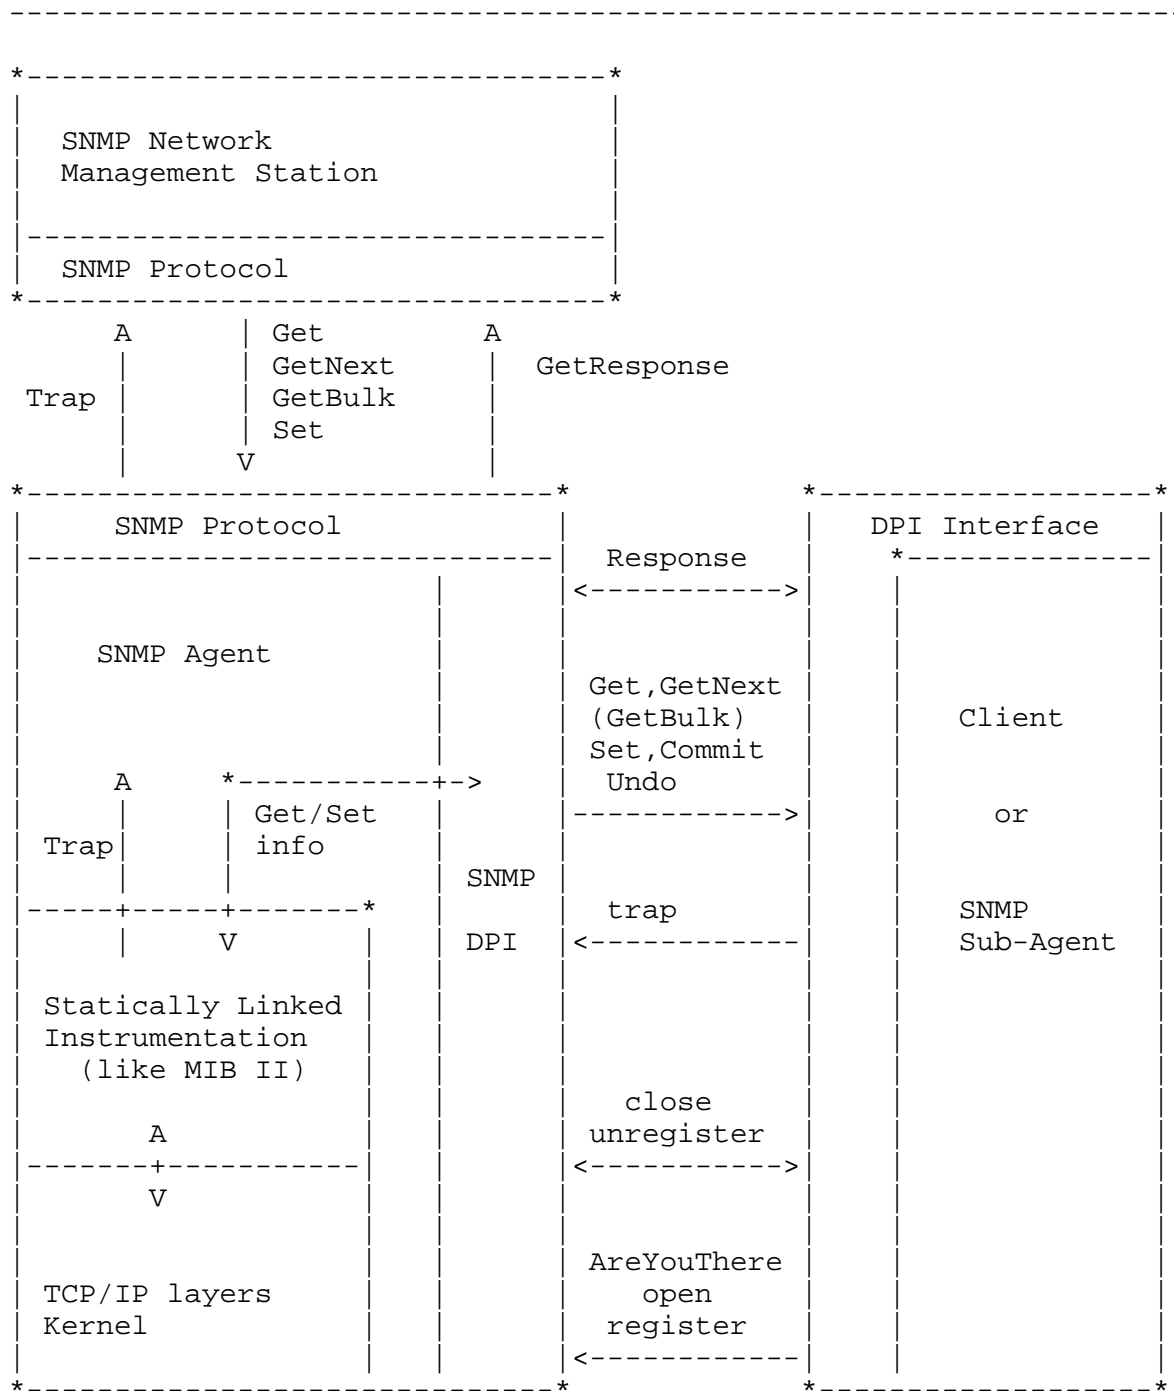 SNMP Network
Management Station
SNMP Protocol
A | Get A
| | GetNext | GetResponse
Trap | | GetBulk |
| | Set |
| V |
SNMP Protocol DPI Interface
Response
SNMP Agent
Get,GetNext
(GetBulk) Client
Set,Commit
A Undo
Get/Set or
Trap info
SNMP
trap SNMP
V DPI Sub-Agent
Statically Linked
Instrumentation
(like MIB II)
close
A unregister
V
AreYouThere
TCP/IP layers open
Kernel register